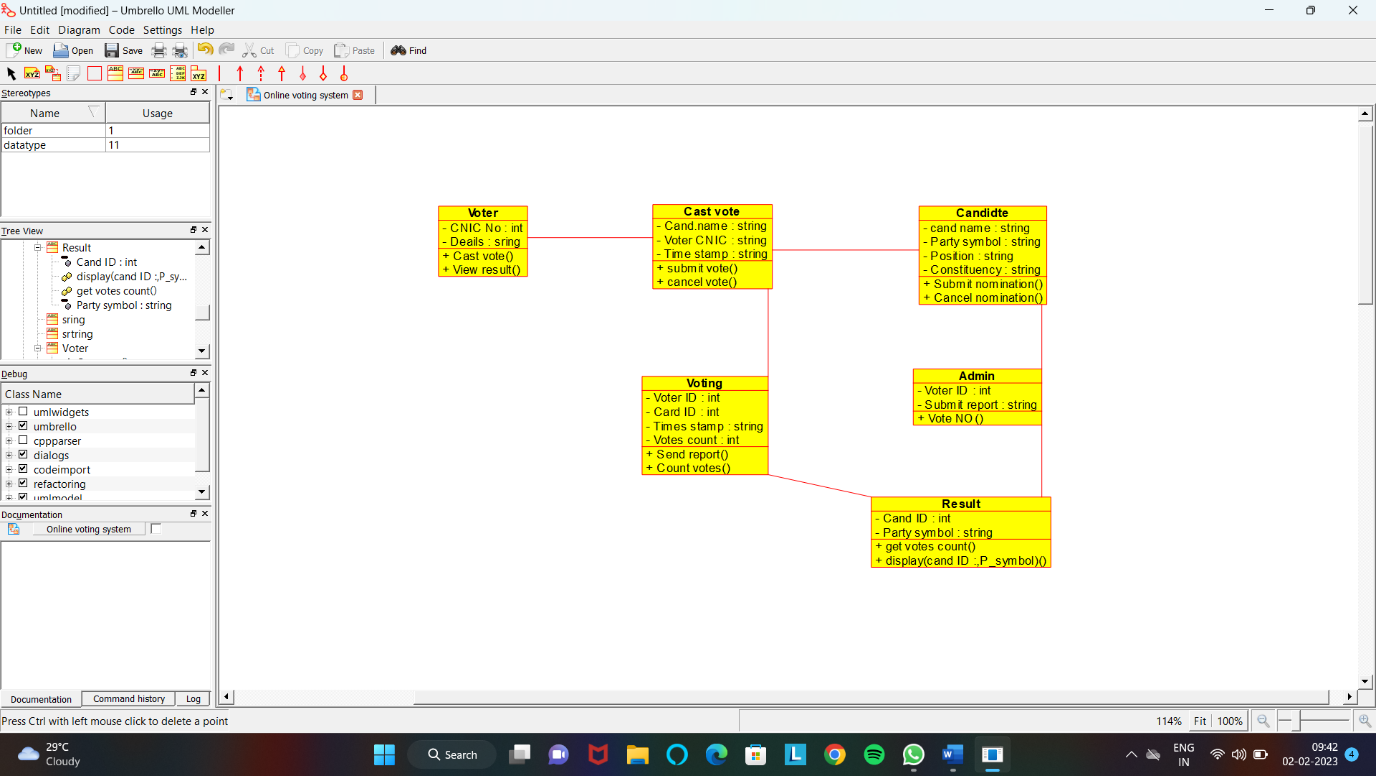 Untitled [modified] – Umbrello UML Modeller
File Edit Diagram Code Settings Help
New Open Save Cut Copy Paste Find
Stereotypes
Name Usage
folder 1
datatype 11
Tree View
Result
Cand ID : int
display(cand ID :,P_sy...
get votes count()
Party symbol : string
sring
srtring
Voter
Debug
Class Name
umlwidgets
umbrello
cppparser
dialogs
codeimport
refactoring
umlmodel
Documentation
Online voting system
Documentation Command history Log
Press Ctrl with left mouse click to delete a point
Online voting system
Voter
- CNIC No : int
- Deails : sring
+ Cast vote()
+ View result()
Cast vote
- Cand.name : string
- Voter CNIC : string
- Time stamp : string
+ submit vote()
+ cancel vote()
Candidte
- cand name : string
- Party symbol : string
- Position : string
- Constituency : string
+ Submit nomination()
+ Cancel nomination()
Voting
- Voter ID : int
- Card ID : int
- Times stamp : string
- Votes count : int
+ Send report()
+ Count votes()
Admin
- Voter ID : int
- Submit report : string
+ Vote NO()
Result
- Cand ID : int
- Party symbol : string
+ get votes count()
+ display(cand ID :,P_symbol)()
114% Fit 100%
29°C
Cloudy
Search
ENG
IN
09:42
02-02-2023
4